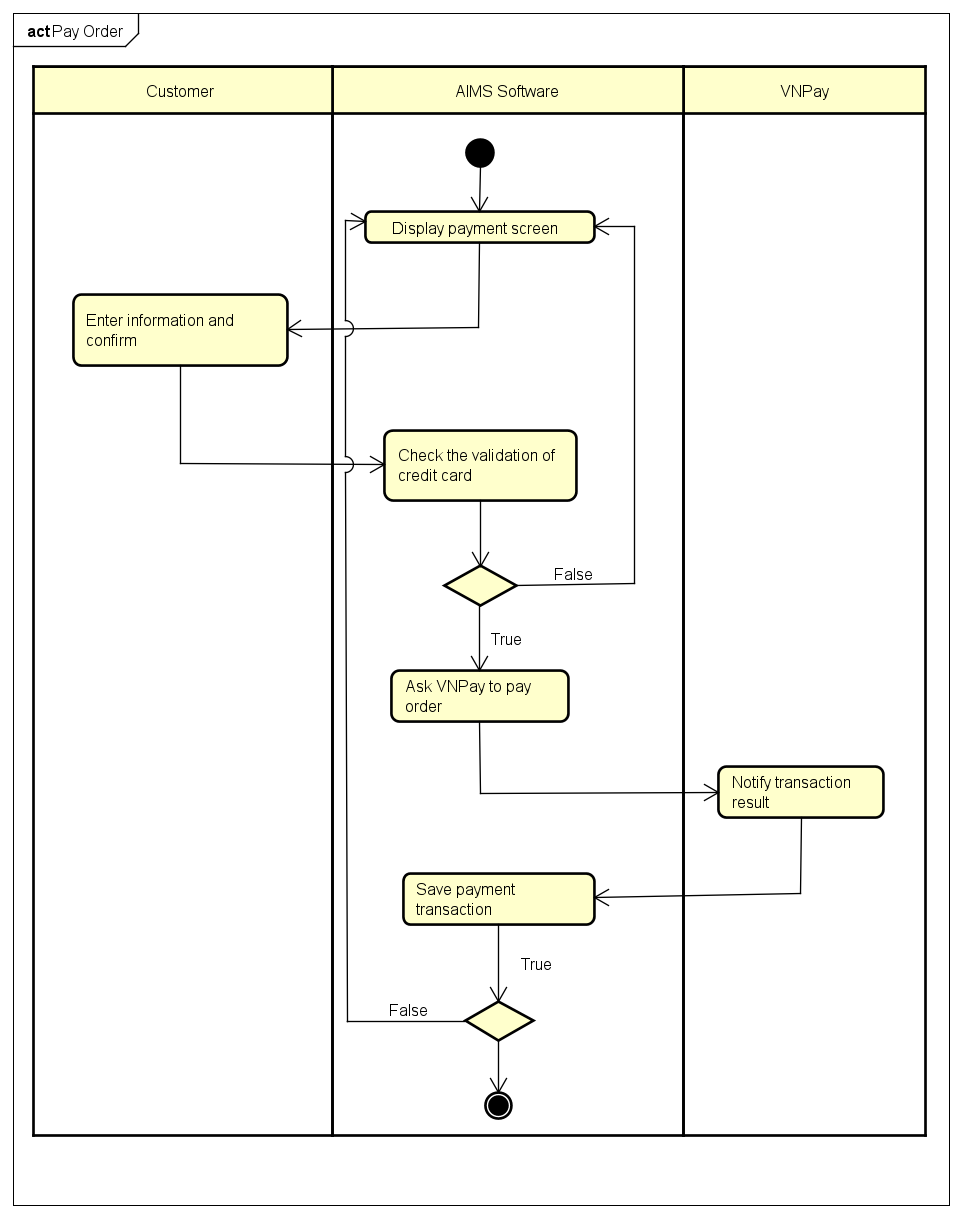 act Pay Order
Customer
AIMS Software
VNPay
Display payment screen
Enter information and
confirm
Check the validation of
credit card
False
True
Ask VNPay to pay
order
Notify transaction
result
Save payment
transaction
True
False